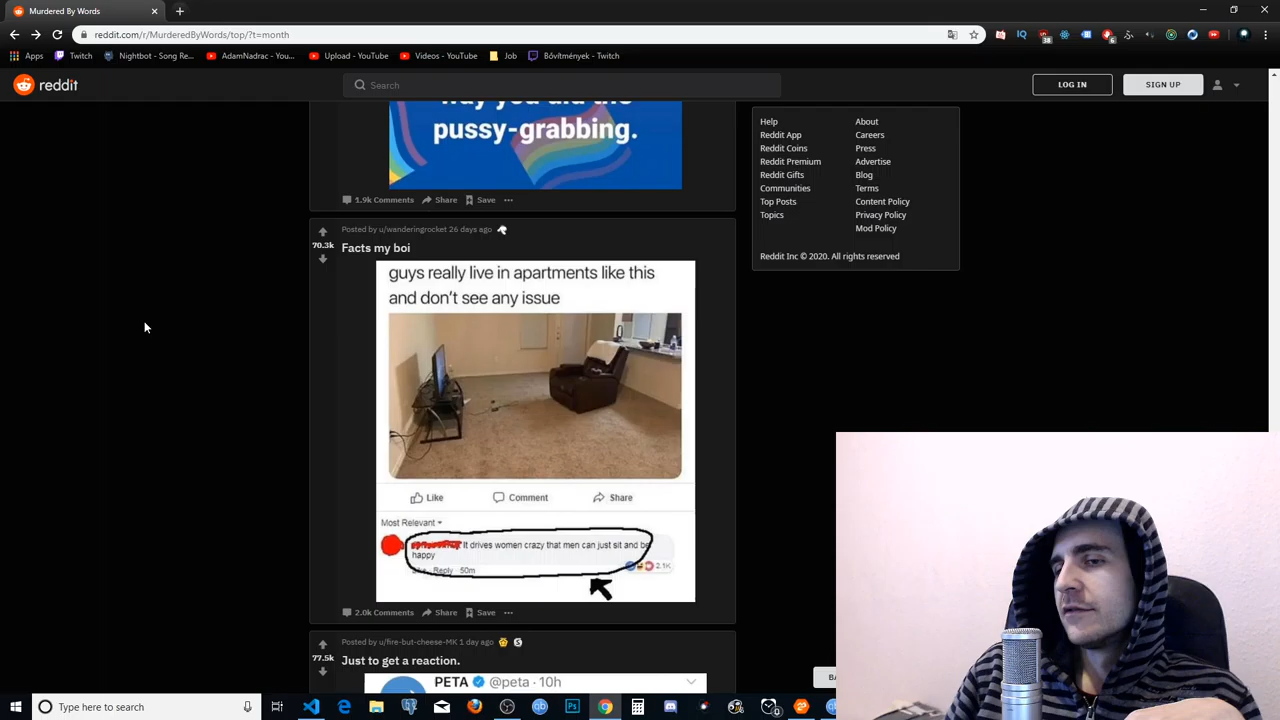 Murdered By Words
reddit.com/r/MurderedByWords/top/?t=month
Apps Twitch Nightbot - Song Re... AdamNadrac - You... Upload - YouTube Videos - YouTube Job Bővítmények - Twitch
reddit Search LOG IN SIGN UP
way you did the
pussy-grabbing.
1.9k Comments Share Save
Help About
Reddit App Careers
Reddit Coins Press
Reddit Premium Advertise
Reddit Gifts Blog
Communities Terms
Top Posts Content Policy
Topics Privacy Policy
Mod Policy
Reddit Inc © 2020. All rights reserved
Posted by u/wanderingrocket 26 days ago
70.3k
Facts my boi
guys really live in apartments like this
and don't see any issue
Like Comment Share
Most Relevant
It drives women crazy that men can just sit and be
happy
Reply 50m
2.1K
2.0k Comments Share Save
Posted by u/fire-but-cheese-MK 1 day ago
77.5k
Just to get a reaction.
PETA @peta · 10h
BA
Type here to search